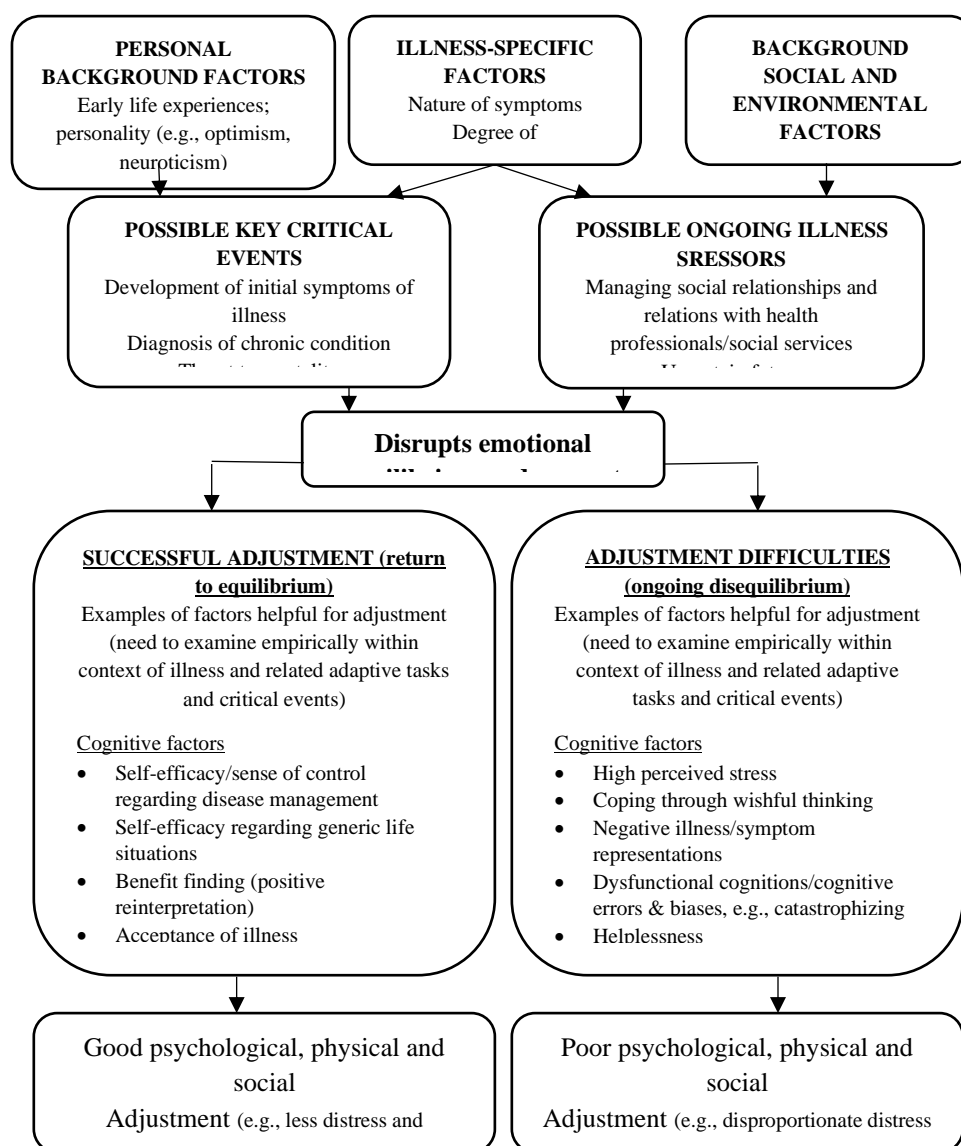 PERSONAL
BACKGROUND FACTORS
Early life experiences;
personality (e.g., optimism,
neuroticism)
ILLNESS-SPECIFIC
FACTORS
Nature of symptoms
Degree of
BACKGROUND
SOCIAL AND
ENVIRONMENTAL
FACTORS
POSSIBLE KEY CRITICAL
EVENTS
Development of initial symptoms of
illness
Diagnosis of chronic condition
POSSIBLE ONGOING ILLNESS
SRESSORS
Managing social relationships and
relations with health
professionals/social services
Disrupts emotional
SUCCESSFUL ADJUSTMENT (return
to equilibrium)
Examples of factors helpful for adjustment
(need to examine empirically within
context of illness and related adaptive tasks
and critical events)
Cognitive factors
• Self-efficacy/sense of control
regarding disease management
• Self-efficacy regarding generic life
situations
• Benefit finding (positive
reinterpretation)
• Acceptance of illness
ADJUSTMENT DIFFICULTIES
(ongoing disequilibrium)
Examples of factors helpful for adjustment
(need to examine empirically within
context of illness and related adaptive
tasks and critical events)
Cognitive factors
• High perceived stress
• Coping through wishful thinking
• Negative illness/symptom
representations
• Dysfunctional cognitions/cognitive
errors & biases, e.g., catastrophizing
• Helplessness
Good psychological, physical and
social
Adjustment (e.g., less distress and
Poor psychological, physical and
social
Adjustment (e.g., disproportionate distress